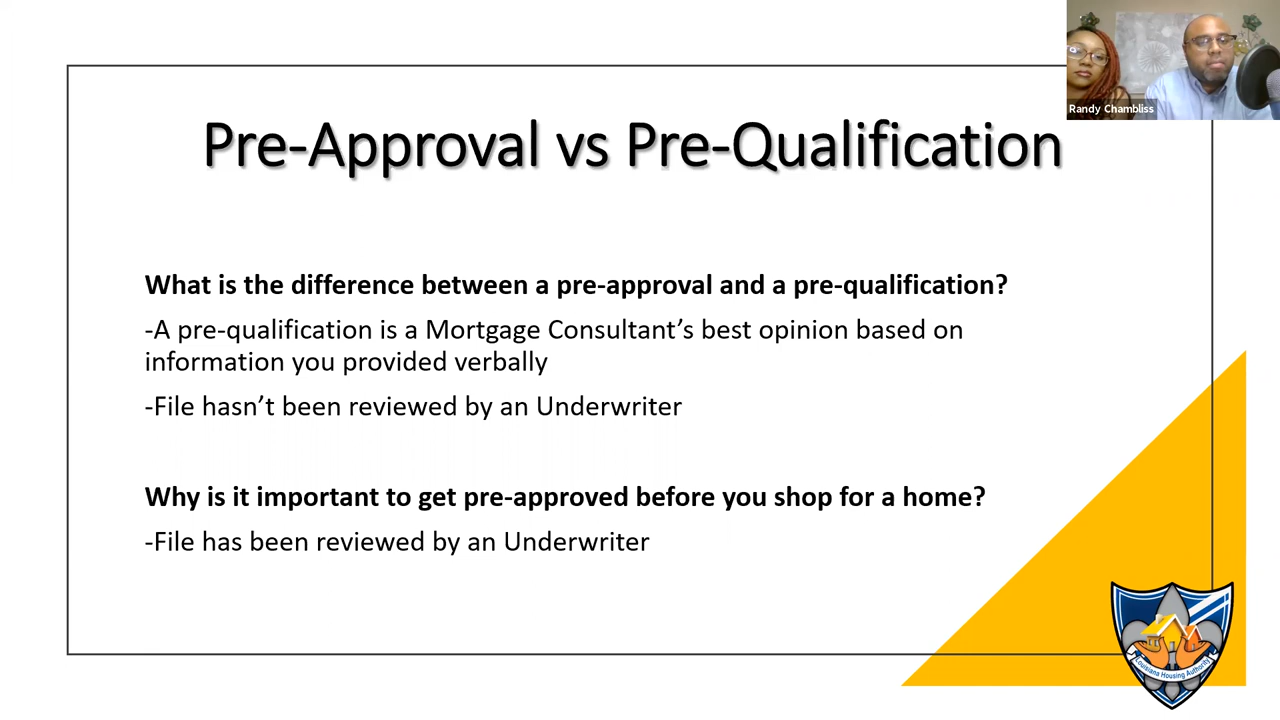 Randy Chambliss
Pre-Approval vs Pre-Qualification
What is the difference between a pre-approval and a pre-qualification?
-A pre-qualification is a Mortgage Consultant’s best opinion based on
information you provided verbally
-File hasn’t been reviewed by an Underwriter
Why is it important to get pre-approved before you shop for a home?
-File has been reviewed by an Underwriter
Louisiana Housing Authority